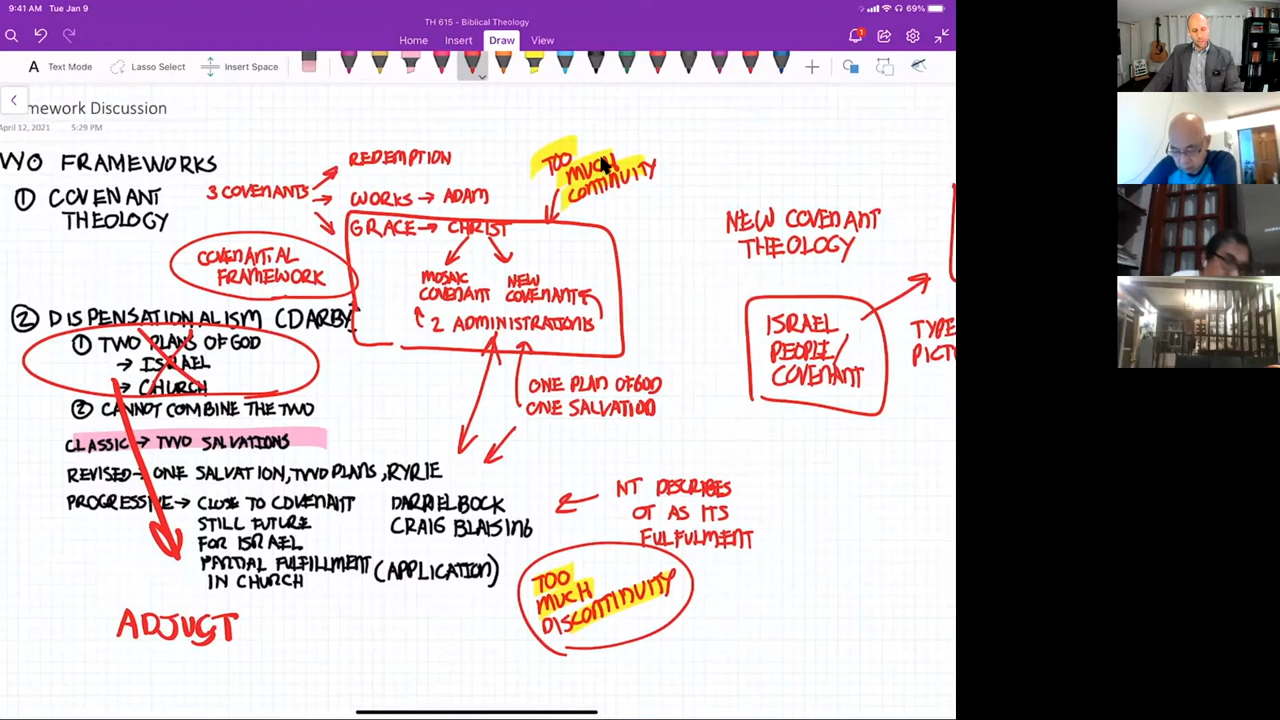 9:41 AM Tue Jan 9
69%
TH 615 - Biblical Theology
Home Insert Draw View
1
A Text Mode Lasso Select Insert Space
mework Discussion
April 12, 2021 5:29 PM
WO FRAMEWORKS
① COVENANT
THEOLOGY
3 COVENANTS
REDEMPTION
WORKS → ADAM
GRACE → CHRIST
TOO
MUCH
CONTINUITY
COVENANTAL
FRAMEWORK
MOSAIC
COVENANT
NEW
COVENANT
2 ADMINISTRATIONS
NEW COVENANT
THEOLOGY
ISRAEL
PEOPLE/
COVENANT
TYPE
PICT
② DISPENSATIONALISM (DARBY)
① TWO PLANS OF GOD
→ ISRAEL
→ CHURCH
② CANNOT COMBINE THE TWO
ONE PLAN OF GOD
ONE SALVATION
CLASSIC → TWO SALVATIONS
REVISED → ONE SALVATION, TWO PLANS, RYRIE
PROGRESSIVE → CLOSE TO COVENANT
STILL FUTURE
FOR ISRAEL
PARTIAL FULFILLMENT (APPLICATION)
IN CHURCH
DARRELBOCK
CRAIG BLAISING
NT DESCRIBES
OT AS ITS
FULFULMENT
TOO
MUCH
DISCONTINUITY
ADJUST